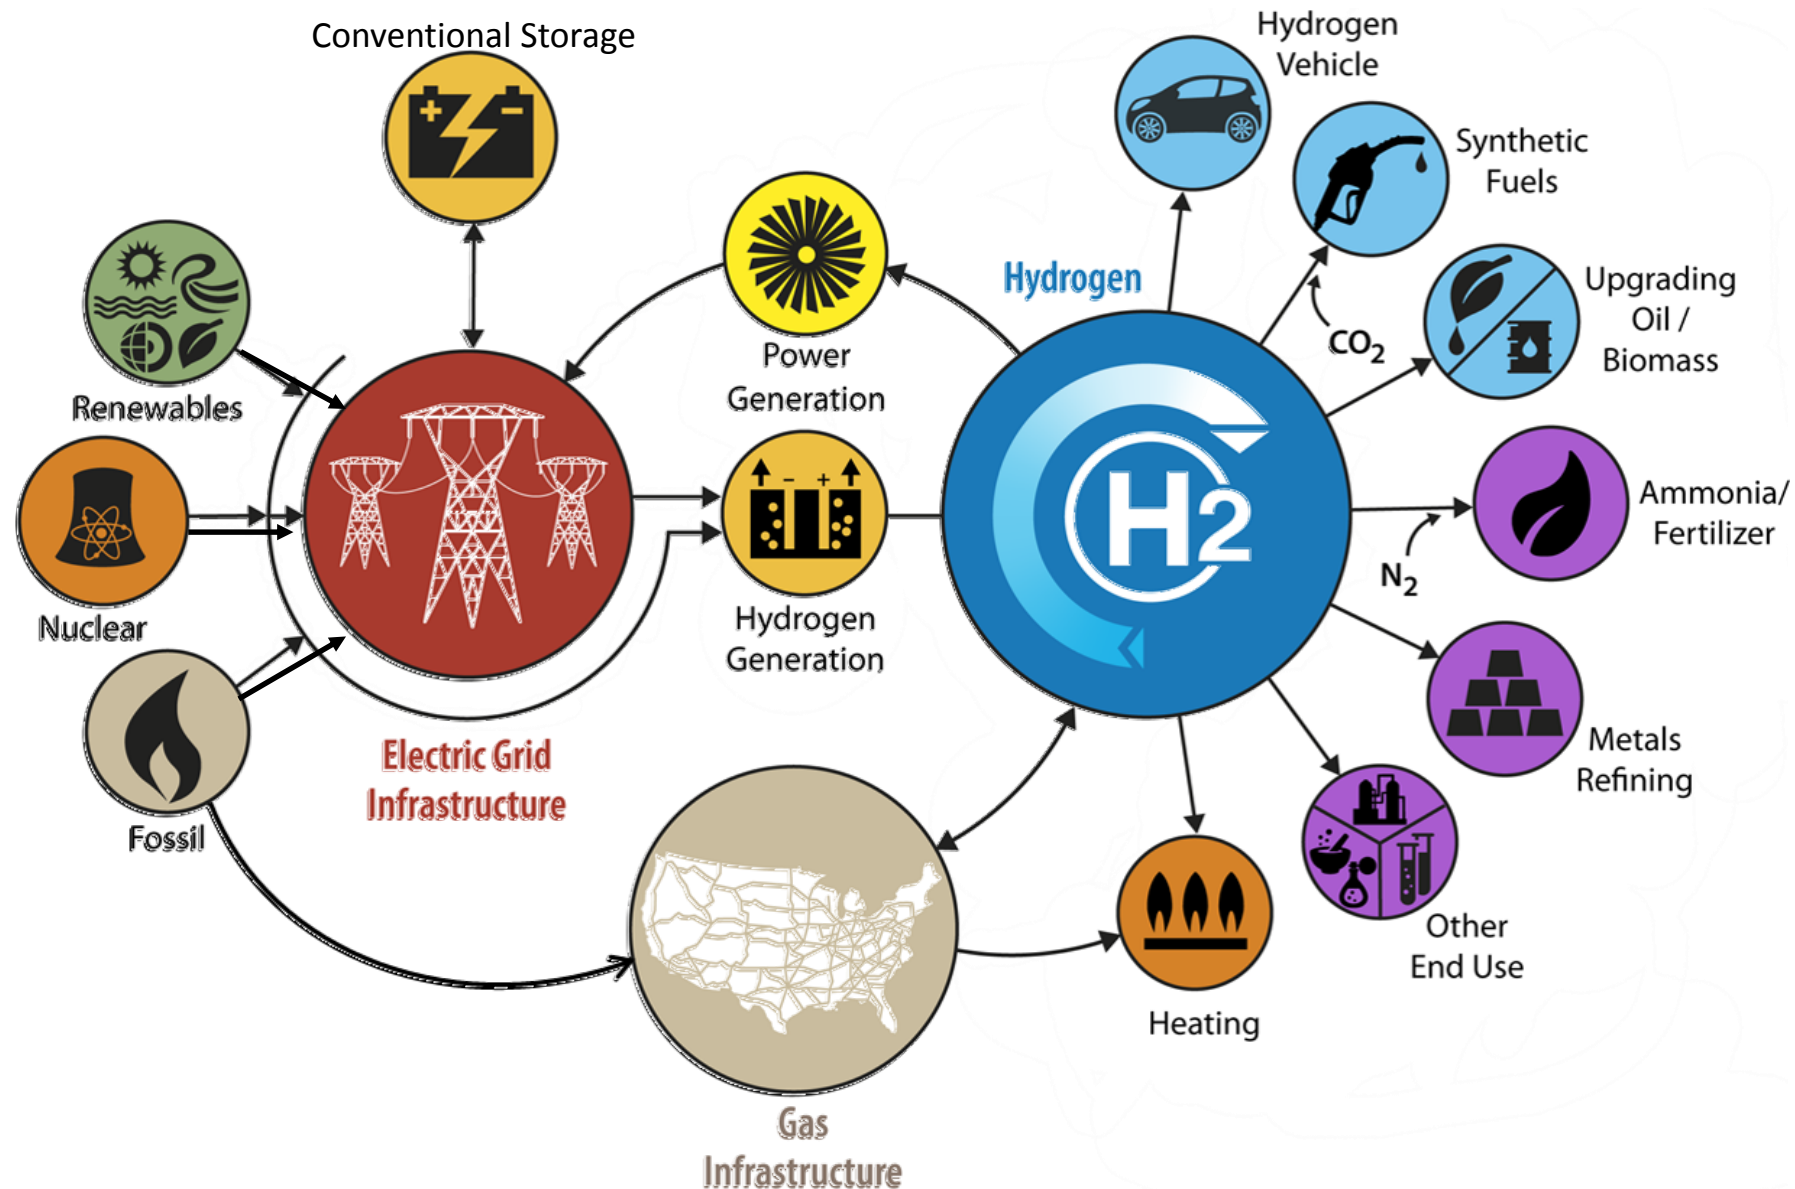 Conventional Storage
+ -
Hydrogen
Vehicle
Synthetic
Fuels
CO2
Upgrading
Oil /
Biomass
Hydrogen
Power
Generation
Renewables
Nuclear
- +
H2
Ammonia/
Fertilizer
N2
Hydrogen
Generation
Metals
Refining
Electric Grid
Infrastructure
Fossil
Other
End Use
Heating
Gas
Infrastructure